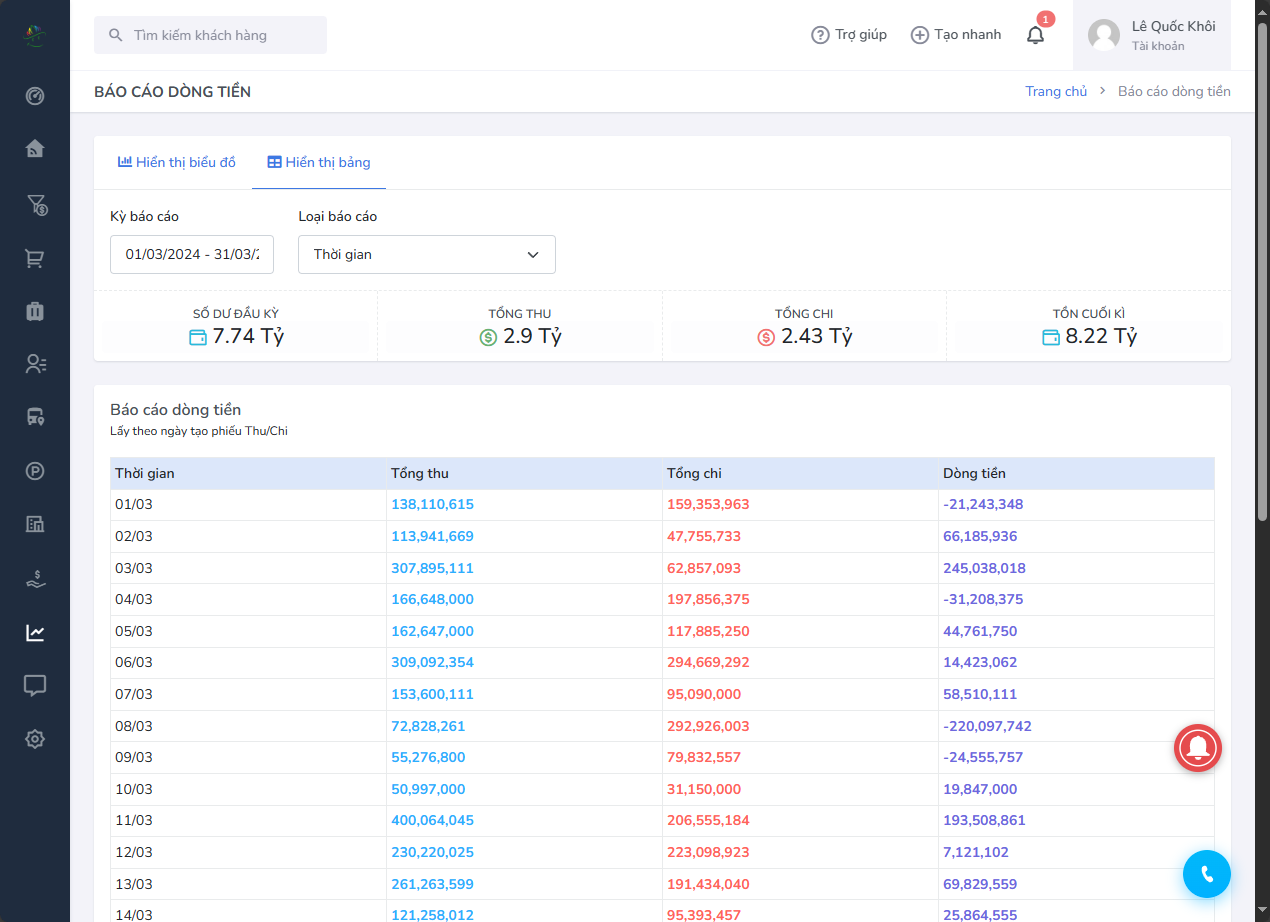 Tìm kiếm khách hàng
Trợ giúp
Tạo nhanh
1
Lê Quốc Khôi
Tài khoản
BÁO CÁO DÒNG TIỀN
Trang chủ > Báo cáo dòng tiền
Hiển thị biểu đồ
Hiển thị bảng
Kỳ báo cáo
Loại báo cáo
01/03/2024 - 31/03/2
Thời gian
SỐ DƯ ĐẦU KỲ
7.74 Tỷ
TỔNG THU
2.9 Tỷ
TỔNG CHI
2.43 Tỷ
TỒN CUỐI KÌ
8.22 Tỷ
Báo cáo dòng tiền
Lấy theo ngày tạo phiếu Thu/Chi
Thời gian Tổng thu Tổng chi Dòng tiền
01/03 138,110,615 159,353,963 -21,243,348
02/03 113,941,669 47,755,733 66,185,936
03/03 307,895,111 62,857,093 245,038,018
04/03 166,648,000 197,856,375 -31,208,375
05/03 162,647,000 117,885,250 44,761,750
06/03 309,092,354 294,669,292 14,423,062
07/03 153,600,111 95,090,000 58,510,111
08/03 72,828,261 292,926,003 -220,097,742
09/03 55,276,800 79,832,557 -24,555,757
10/03 50,997,000 31,150,000 19,847,000
11/03 400,064,045 206,555,184 193,508,861
12/03 230,220,025 223,098,923 7,121,102
13/03 261,263,599 191,434,040 69,829,559
14/03 121,258,012 95,393,457 25,864,555